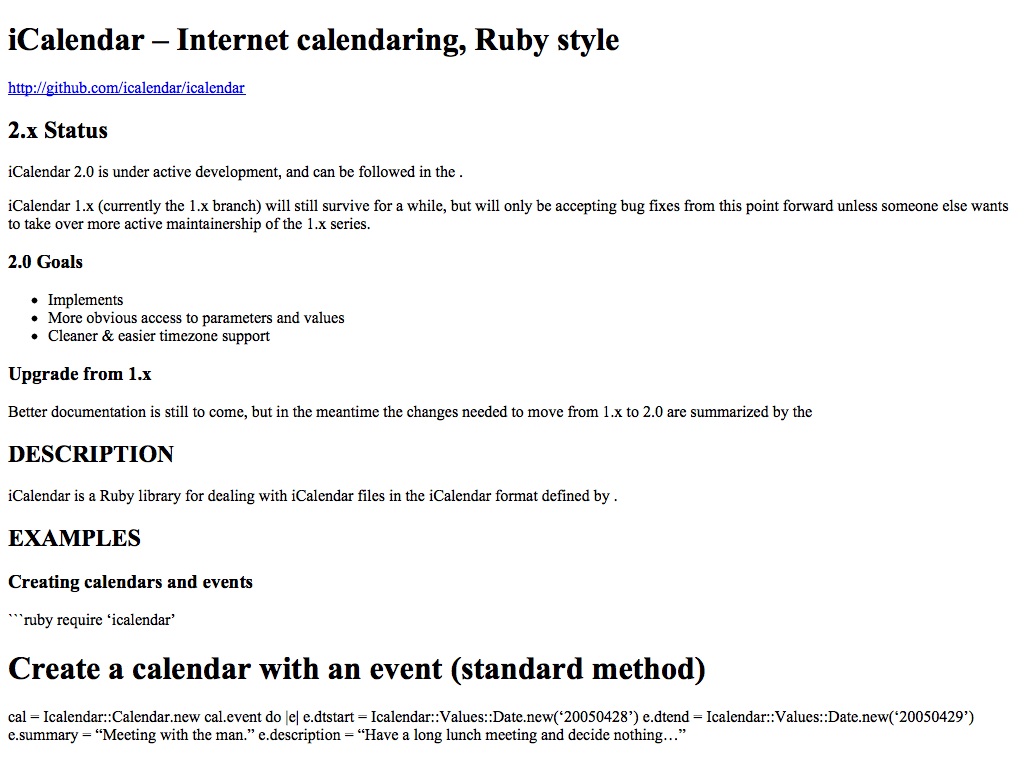 iCalendar – Internet calendaring, Ruby style
http://github.com/icalendar/icalendar
2.x Status
iCalendar 2.0 is under active development, and can be followed in the .
iCalendar 1.x (currently the 1.x branch) will still survive for a while, but will only be accepting bug fixes from this point forward unless someone else wants
to take over more active maintainership of the 1.x series.
2.0 Goals
• Implements
• More obvious access to parameters and values
• Cleaner & easier timezone support
Upgrade from 1.x
Better documentation is still to come, but in the meantime the changes needed to move from 1.x to 2.0 are summarized by the
DESCRIPTION
iCalendar is a Ruby library for dealing with iCalendar files in the iCalendar format defined by .
EXAMPLES
Creating calendars and events
```ruby require ‘icalendar’
Create a calendar with an event (standard method)
cal = Icalendar::Calendar.new cal.event do |e| e.dtstart = Icalendar::Values::Date.new(‘20050428’) e.dtend = Icalendar::Values::Date.new(‘20050429’)
e.summary = “Meeting with the man.” e.description = “Have a long lunch meeting and decide nothing…”